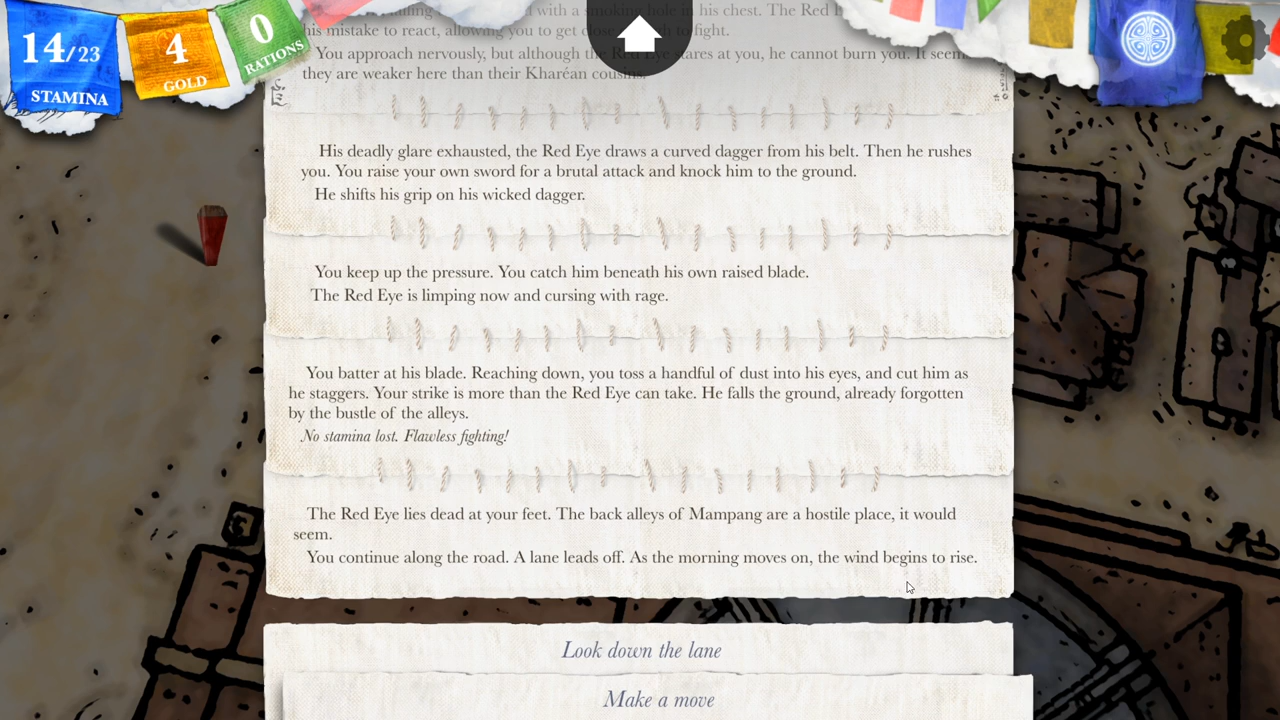 14/23
STAMINA
4
GOLD
0
RATIONS
with a smoking hole in his chest. The Red
his mistake to react, allowing you to get close fight.
You approach nervously, but although the Red Eye stares at you, he cannot burn you. It seems
they are weaker here than their Kharéan cousins.
His deadly glare exhausted, the Red Eye draws a curved dagger from his belt. Then he rushes
you. You raise your own sword for a brutal attack and knock him to the ground.
He shifts his grip on his wicked dagger.
You keep up the pressure. You catch him beneath his own raised blade.
The Red Eye is limping now and cursing with rage.
You batter at his blade. Reaching down, you toss a handful of dust into his eyes, and cut him as
he staggers. Your strike is more than the Red Eye can take. He falls the ground, already forgotten
by the bustle of the alleys.
No stamina lost. Flawless fighting!
The Red Eye lies dead at your feet. The back alleys of Mampang are a hostile place, it would
seem.
You continue along the road. A lane leads off. As the morning moves on, the wind begins to rise.
Look down the lane
Make a move